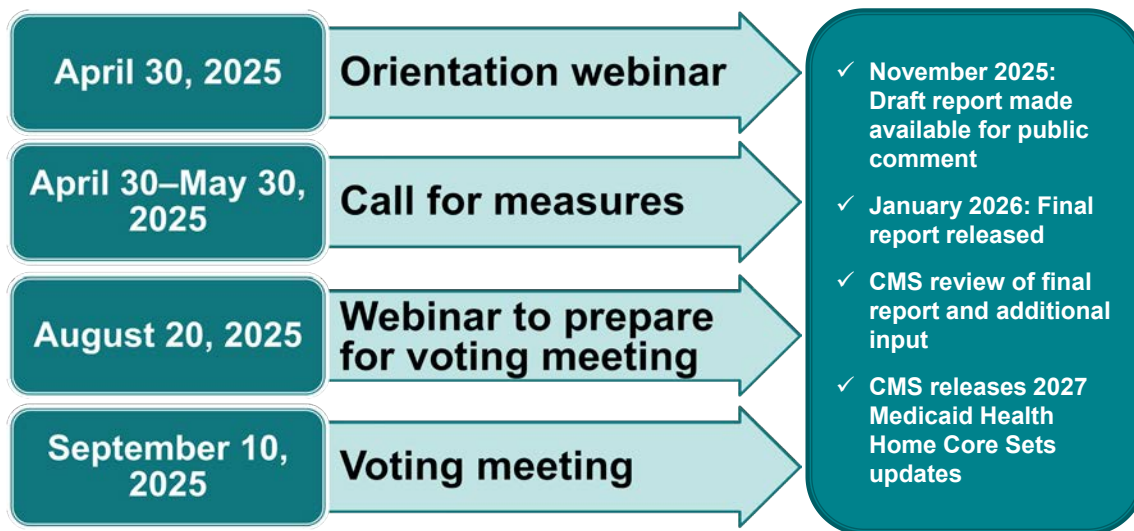 April 30, 2025
Orientation webinar
April 30–May 30,
2025
Call for measures
August 20, 2025
Webinar to prepare
for voting meeting
September 10,
2025
Voting meeting
✓ November 2025:
Draft report made
available for public
comment
✓ January 2026: Final
report released
✓ CMS review of final
report and additional
input
✓ CMS releases 2027
Medicaid Health
Home Core Sets
updates